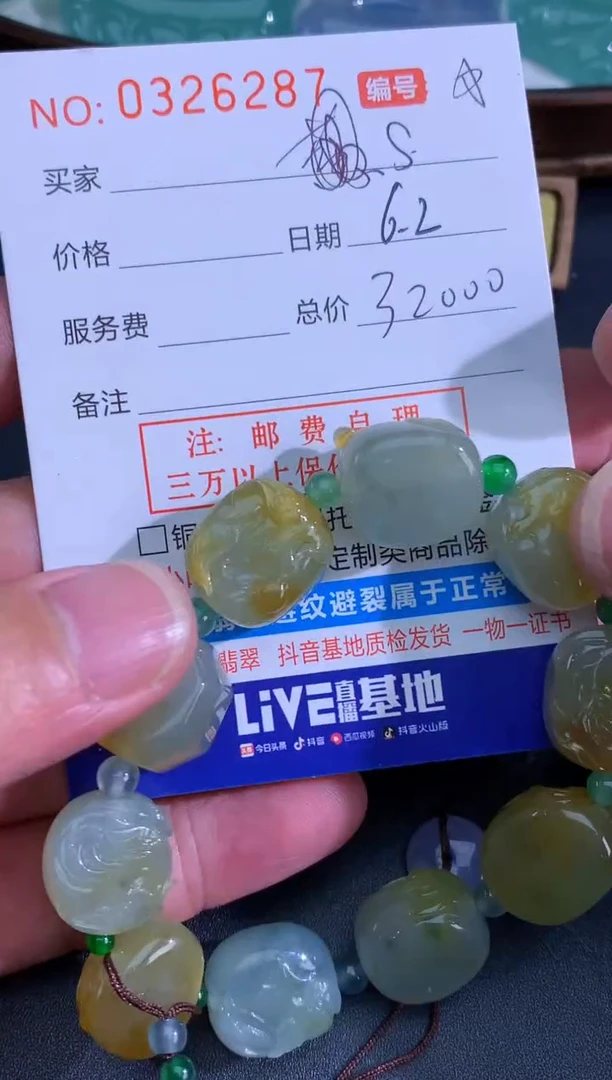 NO: 0326287 编号
买家 S
价格 日期 6-2
服务费 总价 32000
备注
注: 邮费自理
三万以上保价
铜 托
定制类商品除
纹避裂属于正常
翡翠 抖音基地质检发货 一物一证书
LiVE直播基地
今日头条 抖音 西瓜视频 抖音火山版